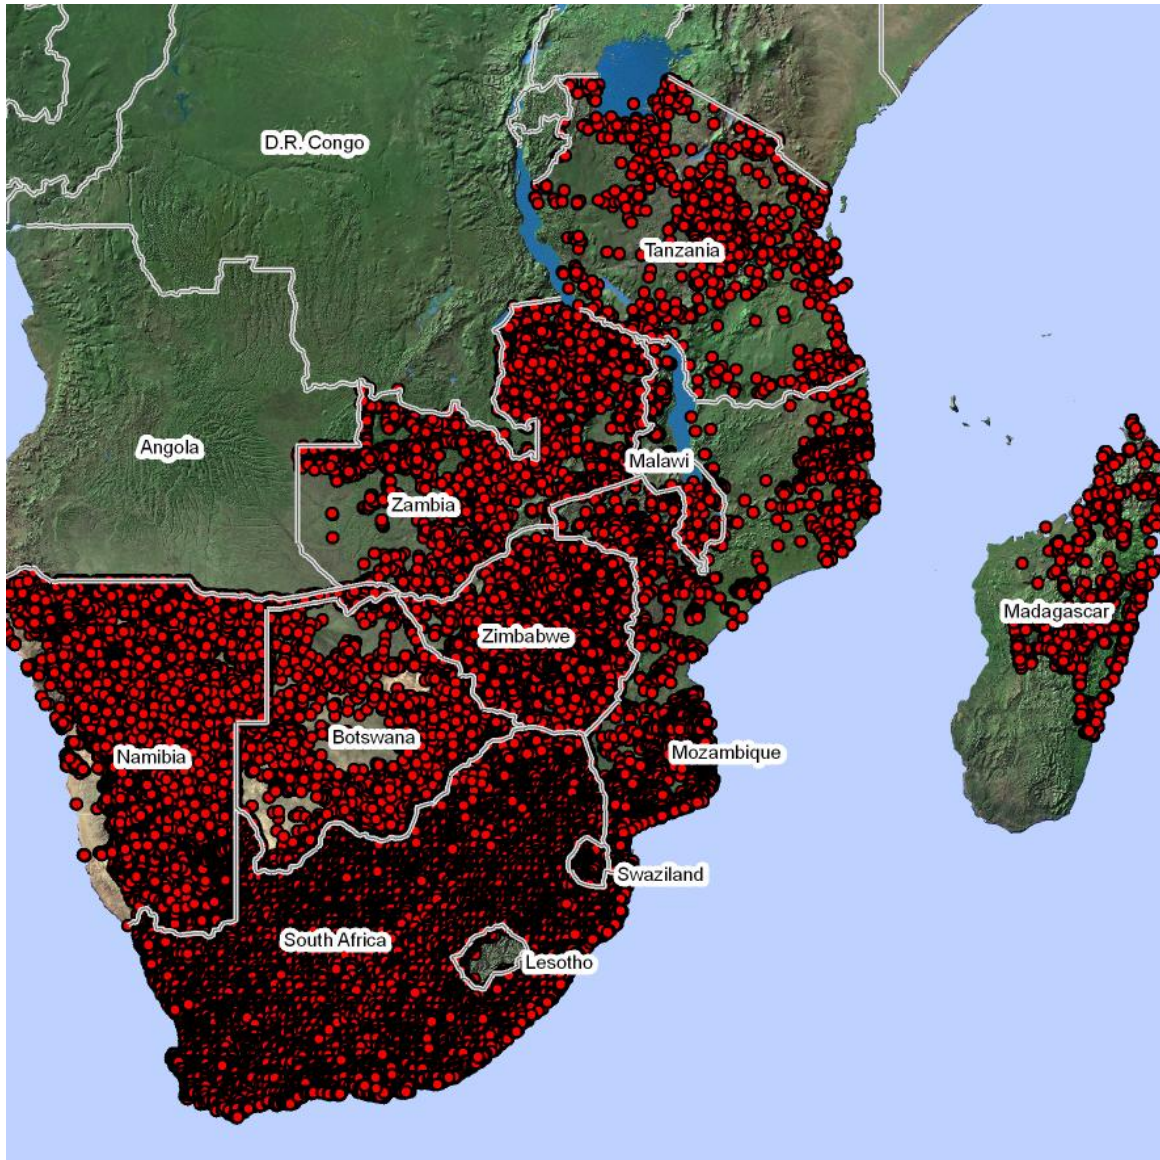 D.R. Congo
Tanzania
Angola
Malawi
Zambia
Madagascar
Zimbabwe
Botswana
Mozambique
Namibia
Swaziland
South Africa
Lesotho